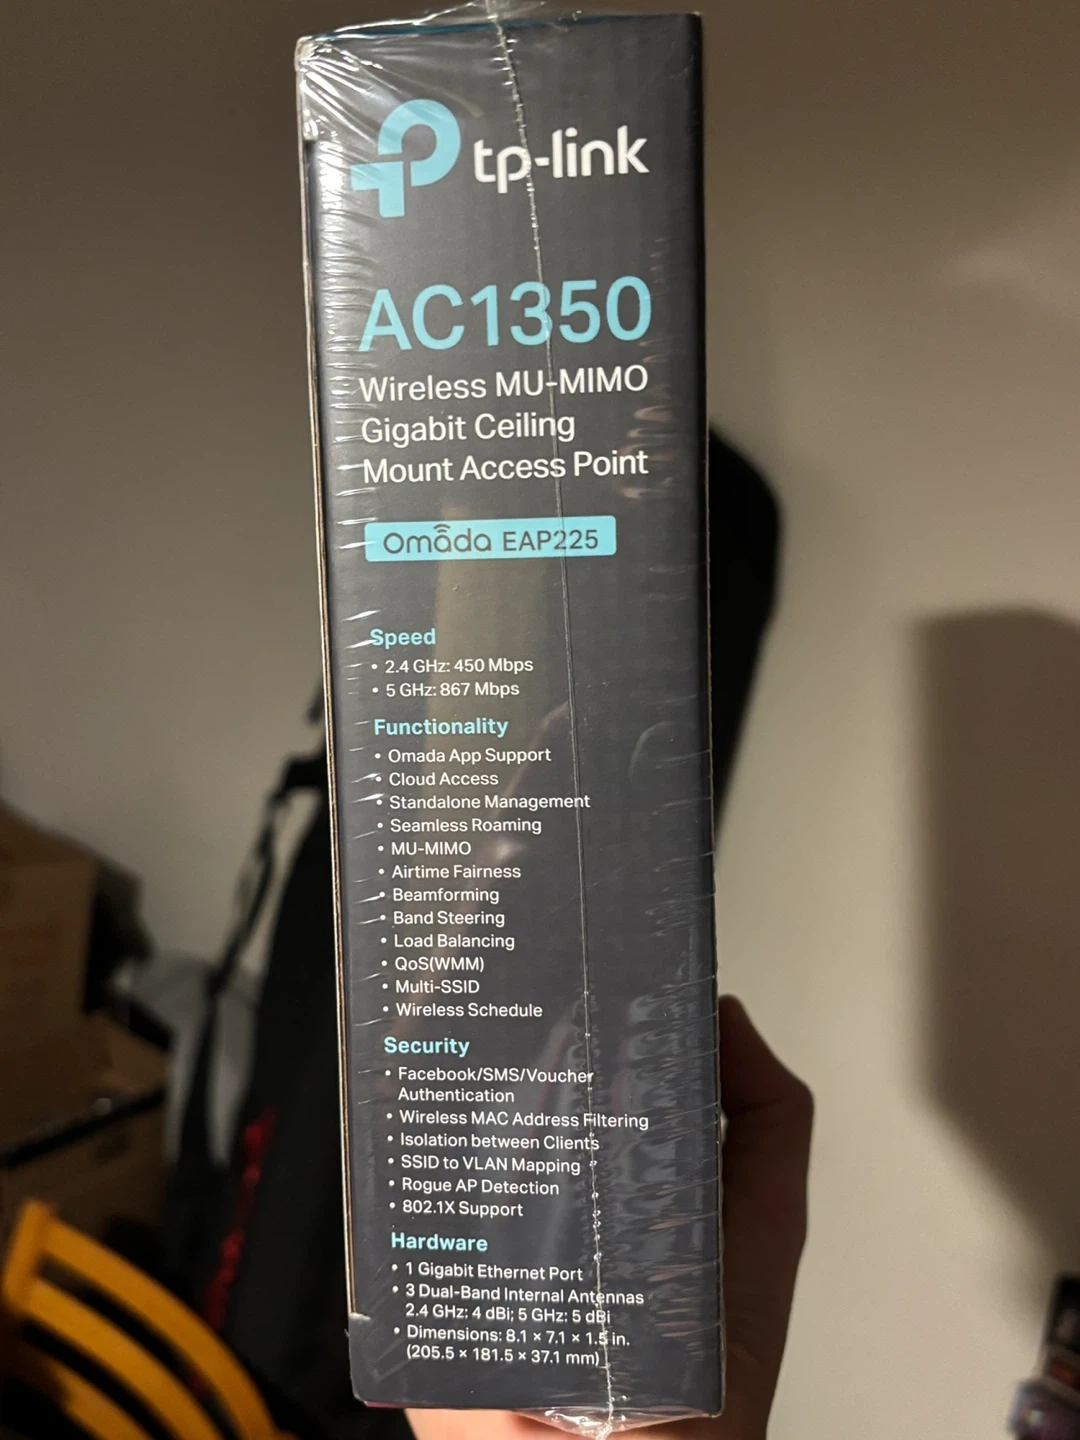 tp-link
AC1350
Wireless MU-MIMO
Gigabit Ceiling
Mount Access Point
omada EAP225
Speed
• 2.4 GHz: 450 Mbps
• 5 GHz: 867 Mbps
Functionality
• Omada App Support
• Cloud Access
• Standalone Management
• Seamless Roaming
• MU-MIMO
• Airtime Fairness
• Beamforming
• Band Steering
• Load Balancing
• QoS(WMM)
• Multi-SSID
• Wireless Schedule
Security
• Facebook/SMS/Voucher
Authentication
• Wireless MAC Address Filtering
• Isolation between Clients
• SSID to VLAN Mapping
• Rogue AP Detection
• 802.1X Support
Hardware
• 1 Gigabit Ethernet Port
• 3 Dual-Band Internal Antennas
2.4 GHz: 4 dBi; 5 GHz: 5 dBi
• Dimensions: 8.1 × 7.1 × 1.5 in.
(205.5 × 181.5 × 37.1 mm)